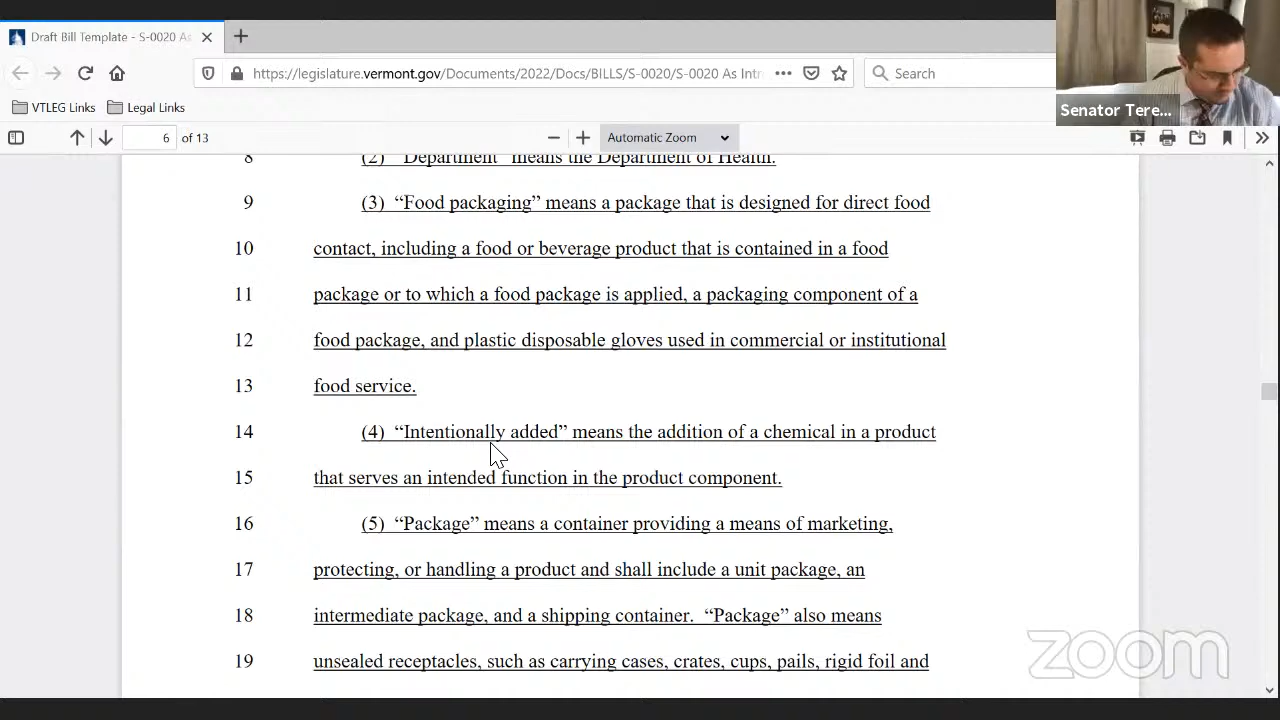 Draft Bill Template - S-0020 As
https://legislature.vermont.gov/Documents/2022/Docs/BILLS/S-0020/S-0020 As Intr
Search
Senator Tere...
VTLEG Links
Legal Links
6 of 13
Automatic Zoom
8 (2) “Department” means the Department of Health.
9 (3) “Food packaging” means a package that is designed for direct food
10 contact, including a food or beverage product that is contained in a food
11 package or to which a food package is applied, a packaging component of a
12 food package, and plastic disposable gloves used in commercial or institutional
13 food service.
14 (4) “Intentionally added” means the addition of a chemical in a product
15 that serves an intended function in the product component.
16 (5) “Package” means a container providing a means of marketing,
17 protecting, or handling a product and shall include a unit package, an
18 intermediate package, and a shipping container. “Package” also means
19 unsealed receptacles, such as carrying cases, crates, cups, pails, rigid foil and
zoom